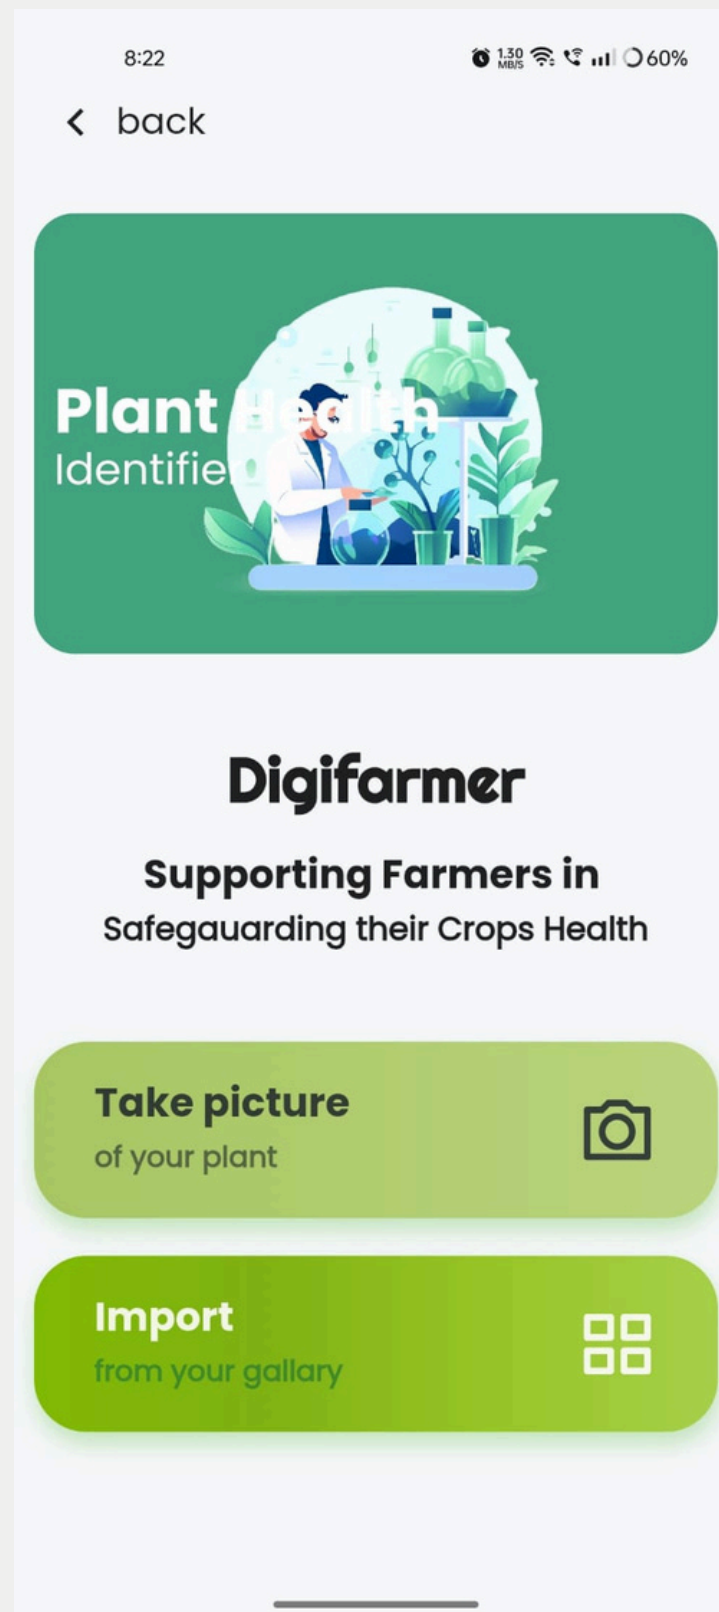 8:22
1.30
MB/S
60%
back
Plant Health
Identifier
Digifarmer
Supporting Farmers in
Safegauarding their Crops Health
Take picture
of your plant
Import
from your gallary